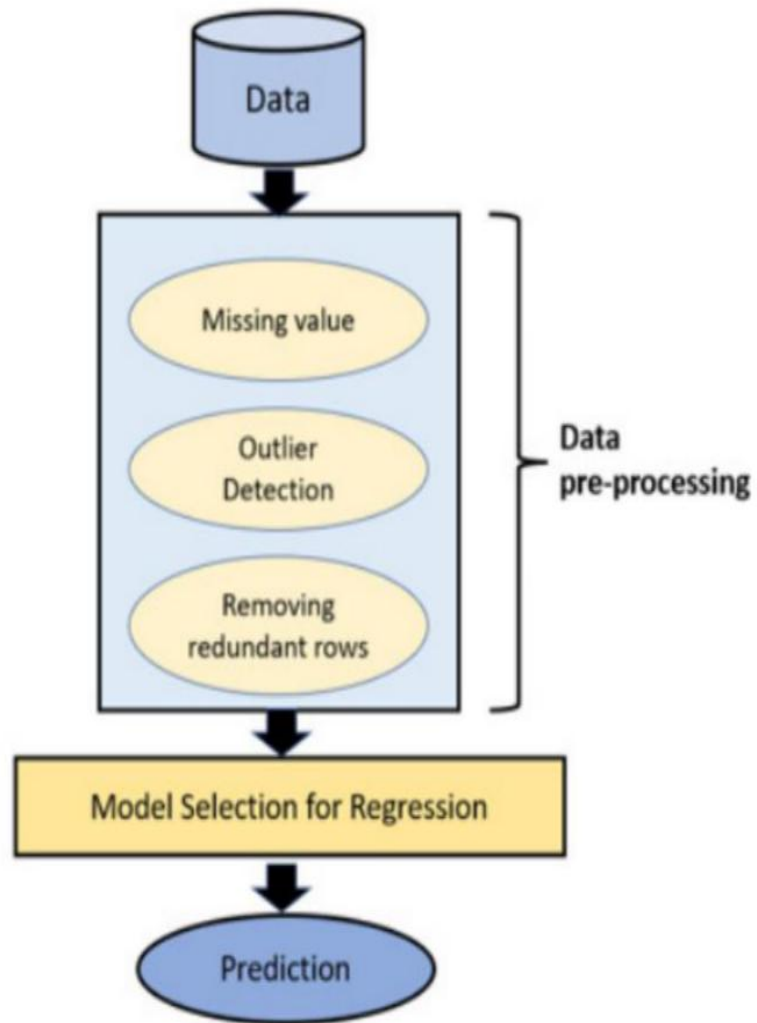 Data
Missing value
Outlier
Detection
Removing
redundant rows
Data
pre-processing
Model Selection for Regression
Prediction